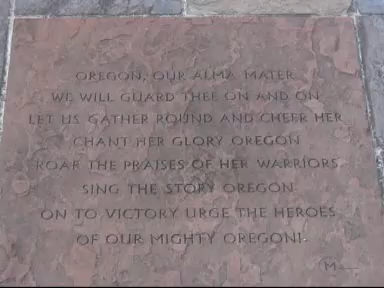 OREGON, OUR ALMA MATER
WE WILL GUARD THEE ON AND ON
LET US GATHER ROUND AND CHEER HER
CHANT HER GLORY OREGON
ROAR THE PRAISES OF HER WARRIORS
SING THE STORY OREGON
ON TO VICTORY URGE THE HEROES
OF OUR MIGHTY OREGON!